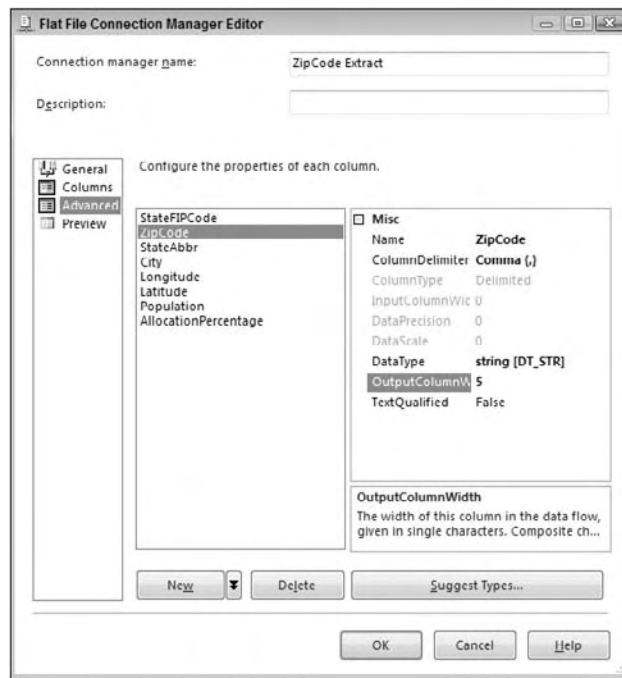 Flat File Connection Manager Editor
Connection manager name:
ZipCode Extract
Description:
General
Columns
Advanced
Preview
Configure the properties of each column.
StateFIPCode
ZipCode
StateAbbr
City
Longitude
Latitude
Population
AllocationPercentage
Misc
Name ZipCode
ColumnDelimiter Comma {,}
ColumnType Delimited
InputColumnWic 0
DataPrecision 0
DataScale 0
DataType string [DT_STR]
OutputColumnW 5
TextQualified False
OutputColumnWidth
The width of this column in the data flow,
given in single characters. Composite ch...
New
Delete
Suggest Types...
OK
Cancel
Help